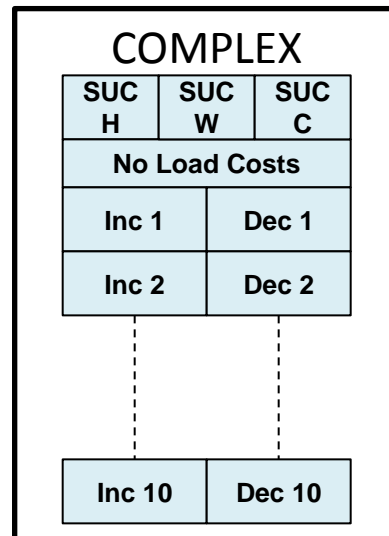 COMPLEX
SUC SUC SUC
H W C
No Load Costs
Inc 1 Dec 1
Inc 2 Dec 2
Inc 10 Dec 10